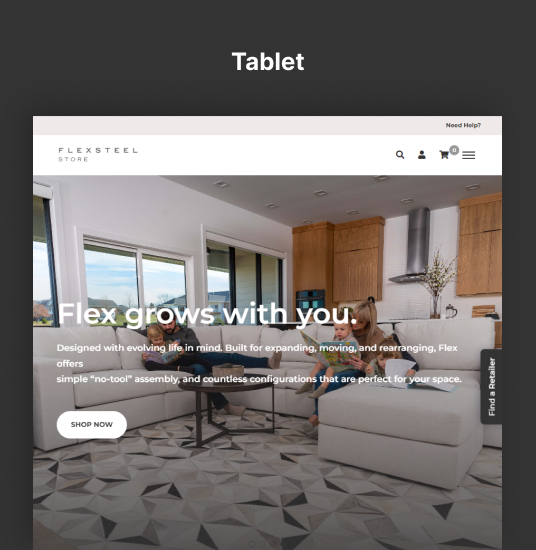 Tablet
Need Help?
FLEXSTEEL
STORE
0
Flex grows with you.
Designed with evolving life in mind. Built for expanding, moving, and rearranging, Flex
offers
simple “no-tool” assembly, and countless configurations that are perfect for your space.
Find a Retailer
SHOP NOW